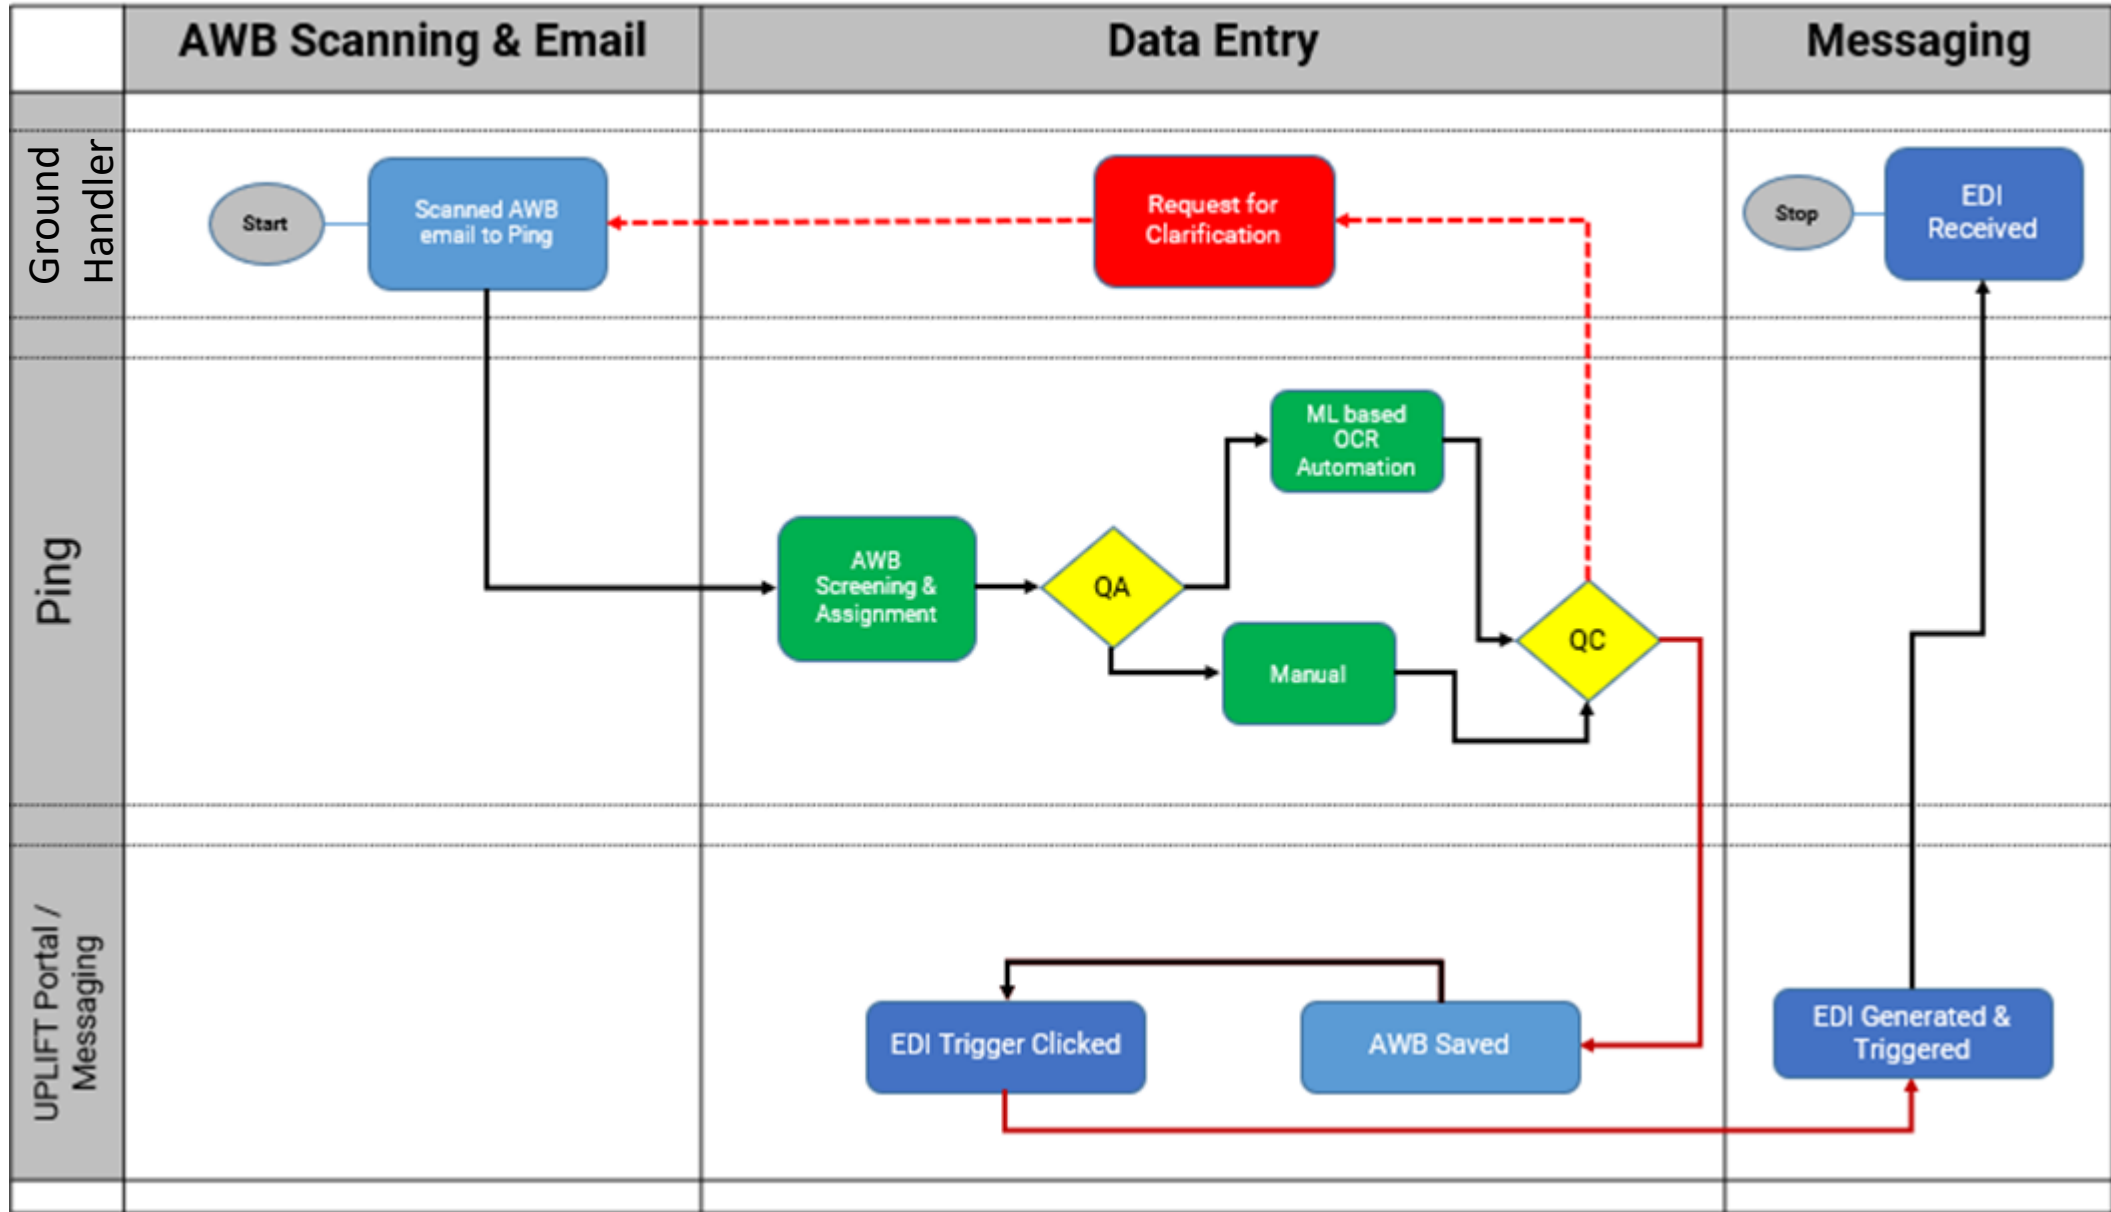 AWB Scanning & Email
Data Entry
Messaging
Ground
Handler
Start
Scanned AWB
email to Ping
Request for
Clarification
Stop
EDI
Received
Ping
AWB
Screening &
Assignment
QA
ML based
OCR
Automation
Manual
QC
UPLIFT Portal /
Messaging
EDI Trigger Clicked
AWB Saved
EDI Generated &
Triggered